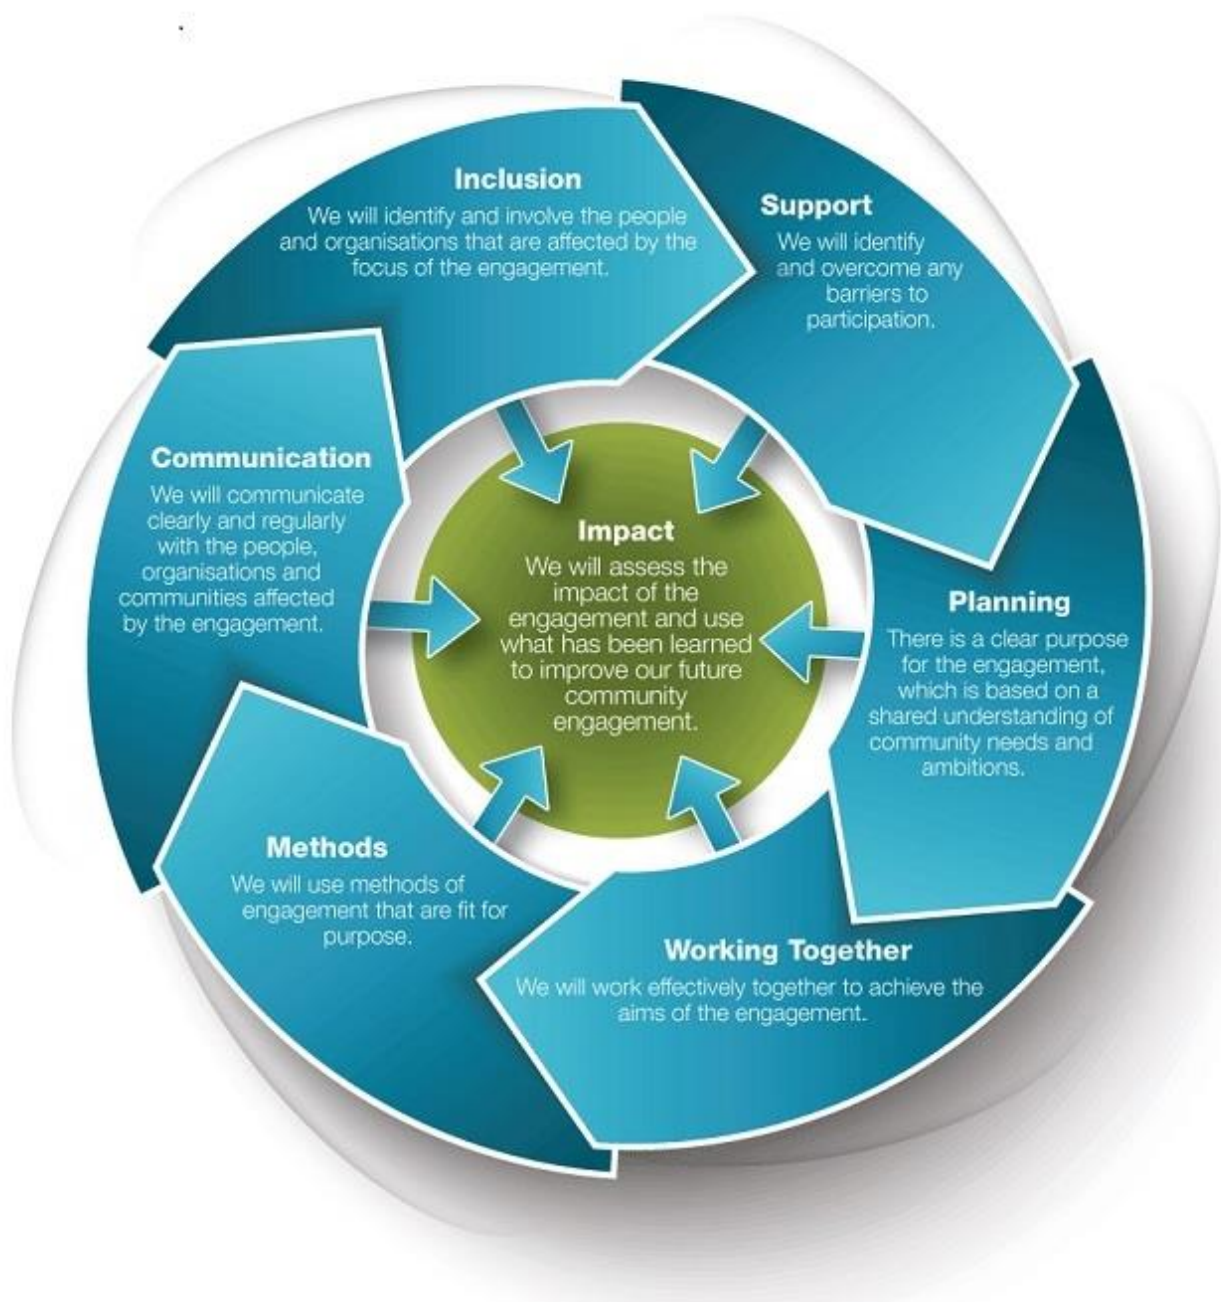 Inclusion
We will identify and involve the people
and organisations that are affected by the
focus of the engagement.
Support
We will identify
and overcome any
barriers to
participation.
Planning
There is a clear purpose
for the engagement,
which is based on a
shared understanding of
community needs and
ambitions.
Working Together
We will work effectively together to achieve the
aims of the engagement.
Methods
We will use methods of
engagement that are fit for
purpose.
Communication
We will communicate
clearly and regularly
with the people,
organisations and
communities affected
by the engagement.
Impact
We will assess the
impact of the
engagement and use
what has been learned
to improve our future
community
engagement.